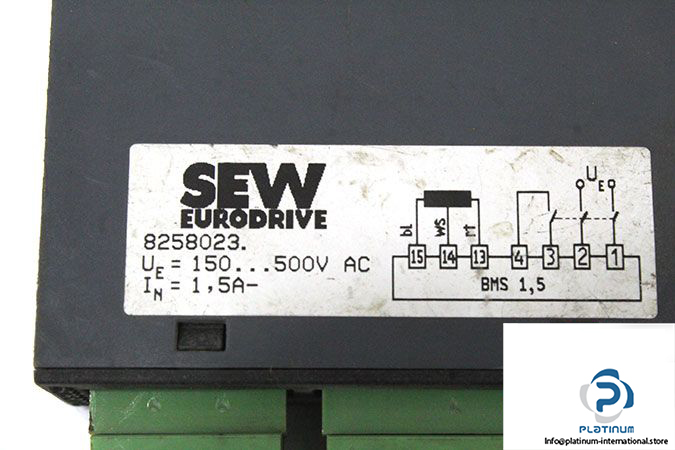 SEW
EURODRIVE
8258023.
UE = 150...500V AC
IN = 1,5A-
UE
bl ws rt
15 14 13 4 3 2 1
BMS 1,5
PLATINUM
Info@platinum-international.store